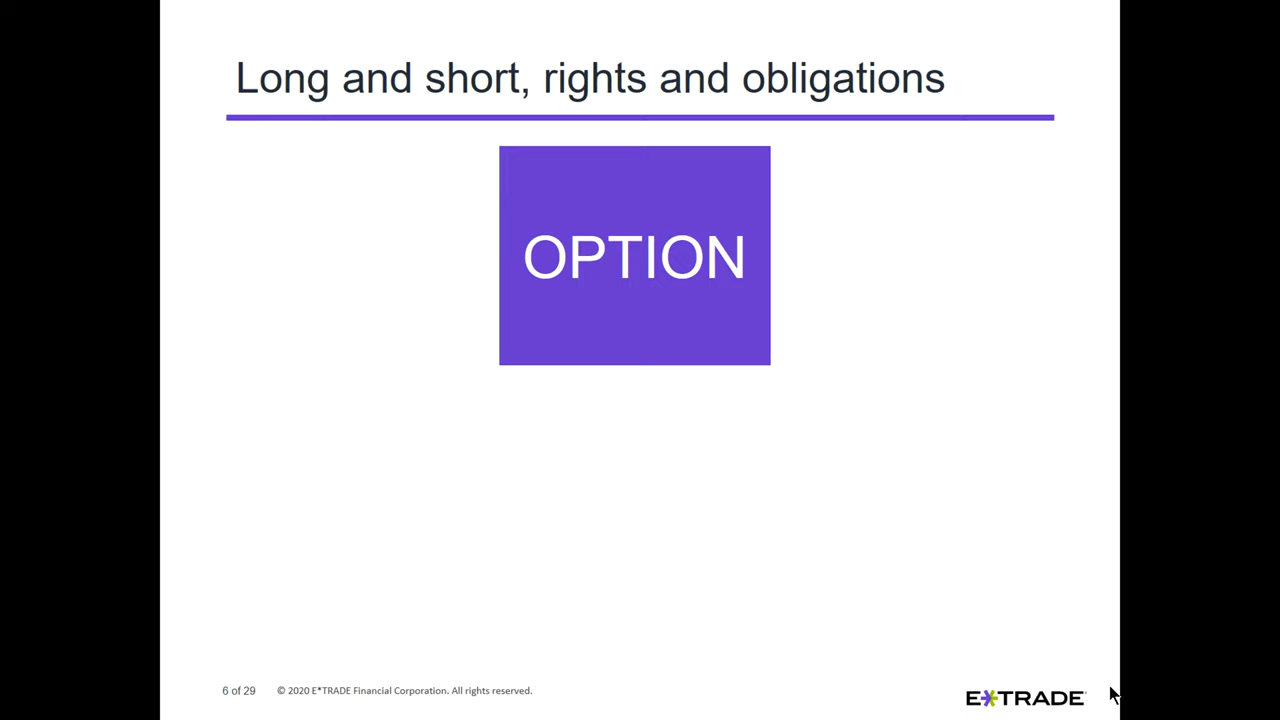 Long and short, rights and obligations
OPTION
6 of 29 © 2020 E*TRADE Financial Corporation. All rights reserved.
E*TRADE